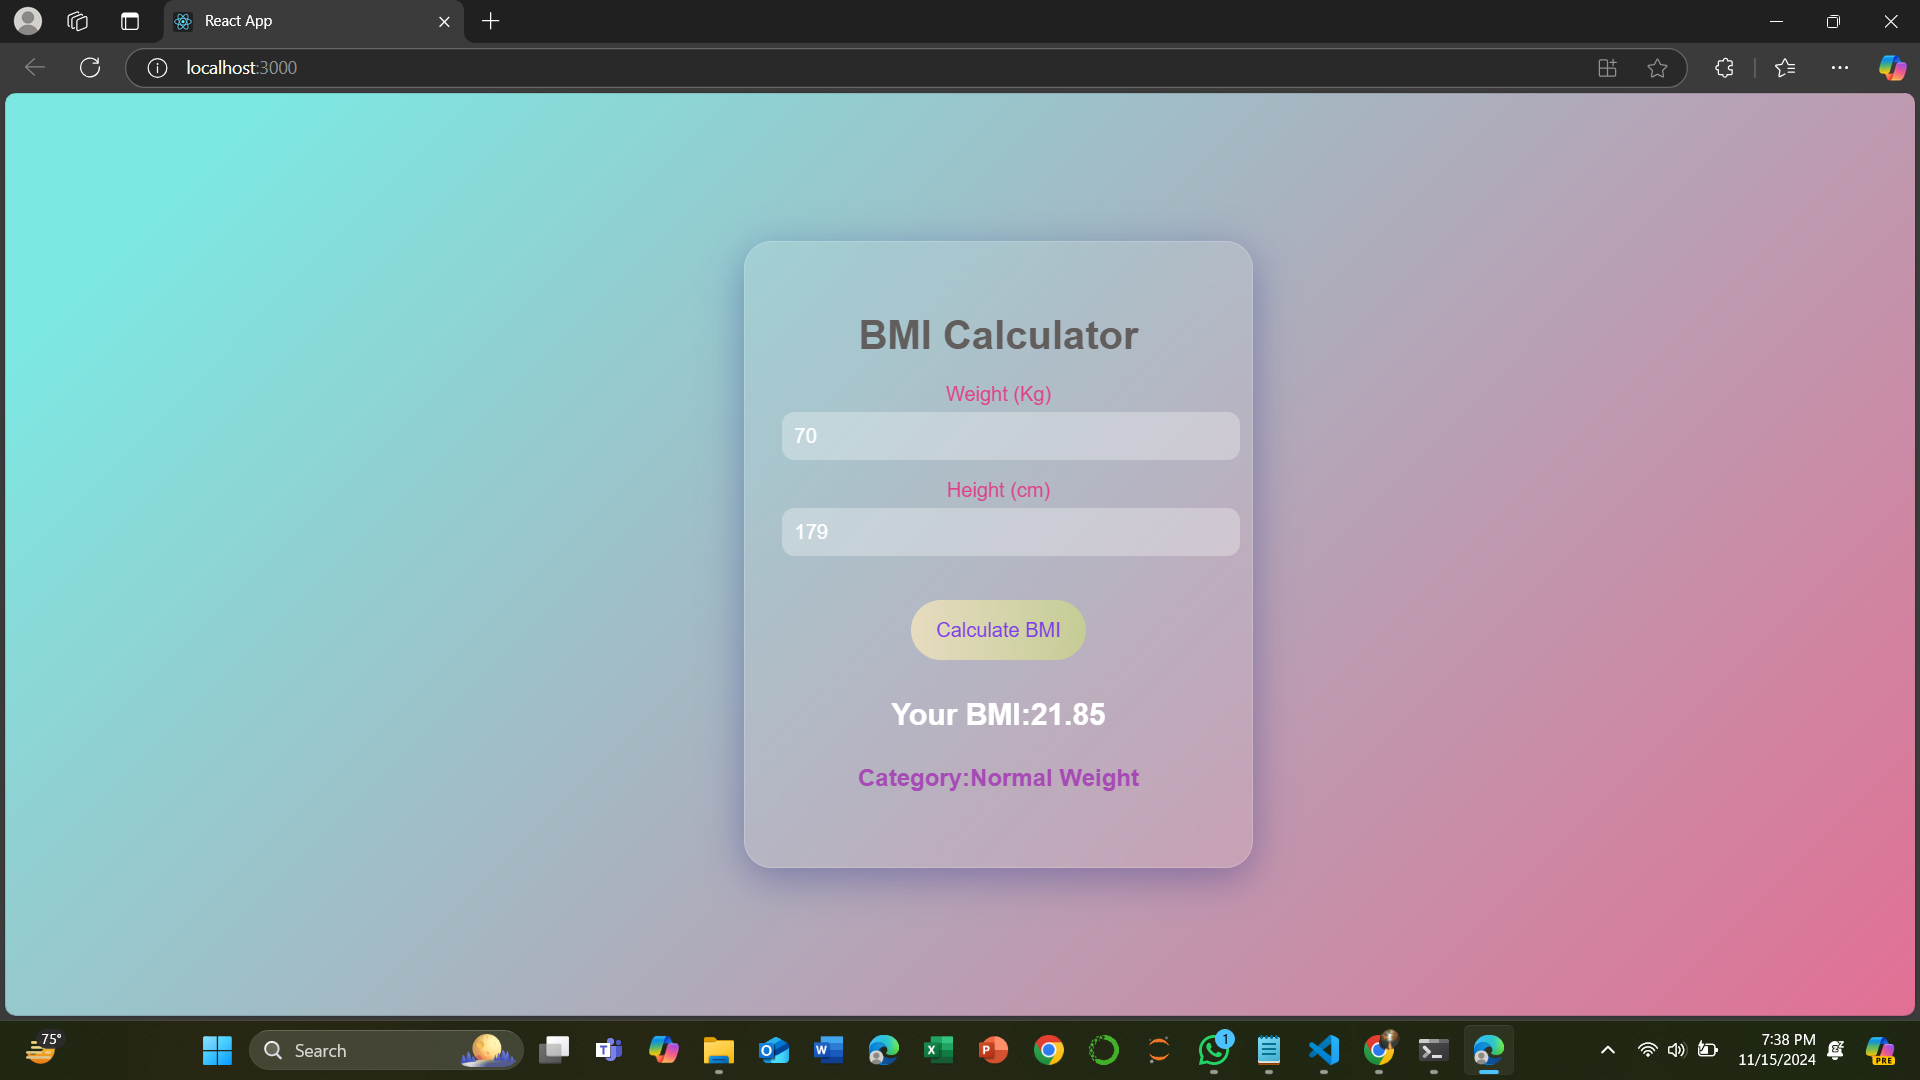 React App
localhost:3000
BMI Calculator
Weight (Kg)
70
Height (cm)
179
Calculate BMI
Your BMI:21.85
Category:Normal Weight
75°
Search
1
7:38 PM
11/15/2024
PRE